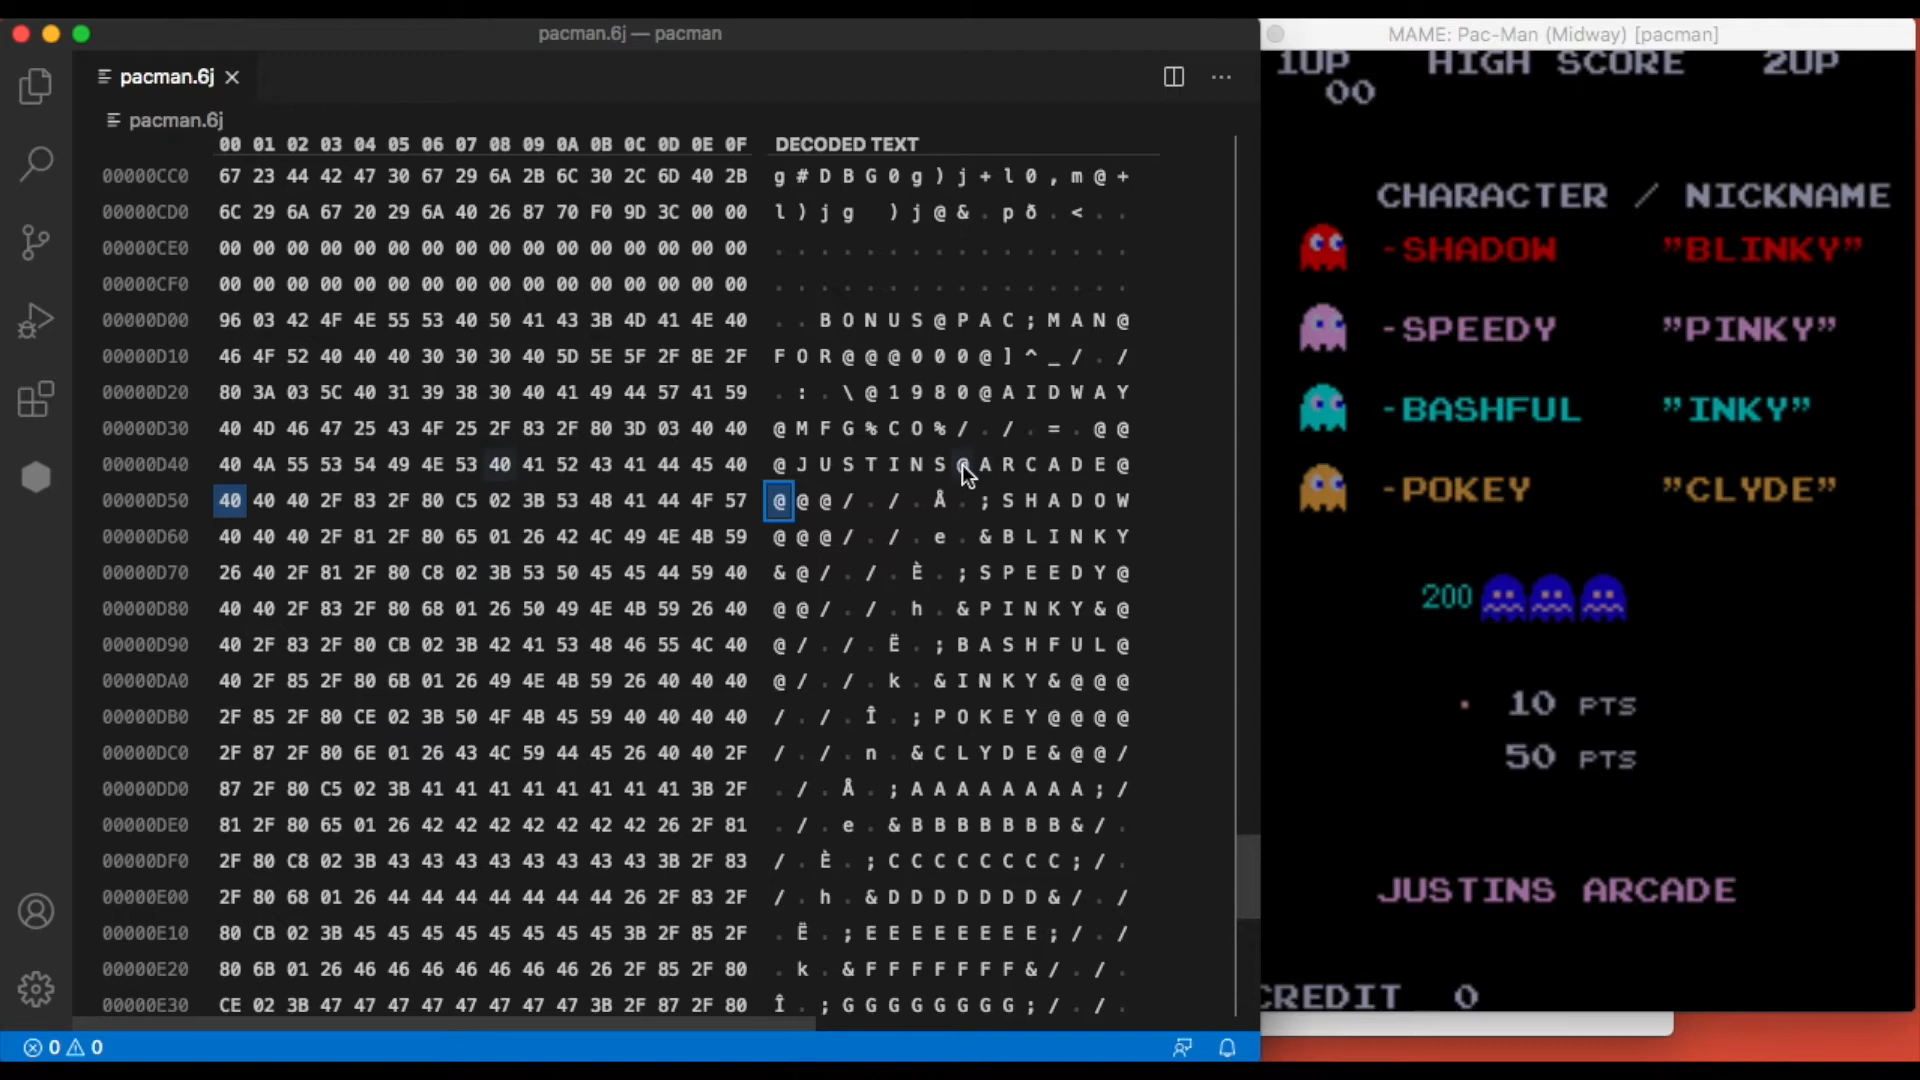 pacman.6j — pacman
pacman.6j
pacman.6j
00 01 02 03 04 05 06 07 08 09 0A 0B 0C 0D 0E 0F DECODED TEXT
00000CC0 67 23 44 42 47 30 67 29 6A 2B 6C 30 2C 6D 40 2B g # D B G 0 g ) j + l 0 , m @ +
00000CD0 6C 29 6A 67 20 29 6A 40 26 87 70 F0 9D 3C 00 00 l ) j g   ) j @ & . p ð . < . .
00000CE0 00 00 00 00 00 00 00 00 00 00 00 00 00 00 00 00 . . . . . . . . . . . . . . . .
00000CF0 00 00 00 00 00 00 00 00 00 00 00 00 00 00 00 00 . . . . . . . . . . . . . . . .
00000D00 96 03 42 4F 4E 55 53 40 50 41 43 3B 4D 41 4E 40 . . B O N U S @ P A C ; M A N @
00000D10 46 4F 52 40 40 40 30 30 30 40 5D 5E 5F 2F 8E 2F F O R @ @ @ 0 0 0 @ ] ^ _ / . /
00000D20 80 3A 03 5C 40 31 39 38 30 40 41 49 44 57 41 59 . : . \ @ 1 9 8 0 @ A I D W A Y
00000D30 40 4D 46 47 25 43 4F 25 2F 83 2F 80 3D 03 40 40 @ M F G % C O % / . / . = . @ @
00000D40 40 4A 55 53 54 49 4E 53 40 41 52 43 41 44 45 40 @ J U S T I N S @ A R C A D E @
00000D50 40 40 40 2F 83 2F 80 C5 02 3B 53 48 41 44 4F 57 @ @ @ / . / . Å . ; S H A D O W
00000D60 40 40 40 2F 81 2F 80 65 01 26 42 4C 49 4E 4B 59 @ @ @ / . / . e . & B L I N K Y
00000D70 26 40 2F 81 2F 80 C8 02 3B 53 50 45 45 44 59 40 & @ / . / . È . ; S P E E D Y @
00000D80 40 40 2F 83 2F 80 68 01 26 50 49 4E 4B 59 26 40 @ @ / . / . h . & P I N K Y & @
00000D90 40 2F 83 2F 80 CB 02 3B 42 41 53 48 46 55 4C 40 @ / . / . Ë . ; B A S H F U L @
00000DA0 40 2F 85 2F 80 6B 01 26 49 4E 4B 59 26 40 40 40 @ / . / . k . & I N K Y & @ @ @
00000DB0 2F 85 2F 80 CE 02 3B 50 4F 4B 45 59 40 40 40 40 / . / . Î . ; P O K E Y @ @ @ @
00000DC0 2F 87 2F 80 6E 01 26 43 4C 59 44 45 26 40 40 2F / . / . n . & C L Y D E & @ @ /
00000DD0 87 2F 80 C5 02 3B 41 41 41 41 41 41 41 41 3B 2F . / . Å . ; A A A A A A A A ; /
00000DE0 81 2F 80 65 01 26 42 42 42 42 42 42 42 26 2F 81 . / . e . & B B B B B B B & / .
00000DF0 2F 80 C8 02 3B 43 43 43 43 43 43 43 43 3B 2F 83 / . È . ; C C C C C C C C ; / .
00000E00 2F 80 68 01 26 44 44 44 44 44 44 44 26 2F 83 2F / . h . & D D D D D D D & / . /
00000E10 80 CB 02 3B 45 45 45 45 45 45 45 45 3B 2F 85 2F . Ë . ; E E E E E E E E ; / . /
00000E20 80 6B 01 26 46 46 46 46 46 46 46 26 2F 85 2F 80 . k . & F F F F F F F & / . / .
00000E30 CE 02 3B 47 47 47 47 47 47 47 47 3B 2F 87 2F 80 Î . ; G G G G G G G G ; / . / .
0 0
MAME: Pac-Man (Midway) [pacman]
1UP HIGH SCORE 2UP
00
CHARACTER / NICKNAME
-SHADOW "BLINKY"
-SPEEDY "PINKY"
-BASHFUL "INKY"
-POKEY "CLYDE"
200
10 PTS
50 PTS
JUSTINS ARCADE
CREDIT 0